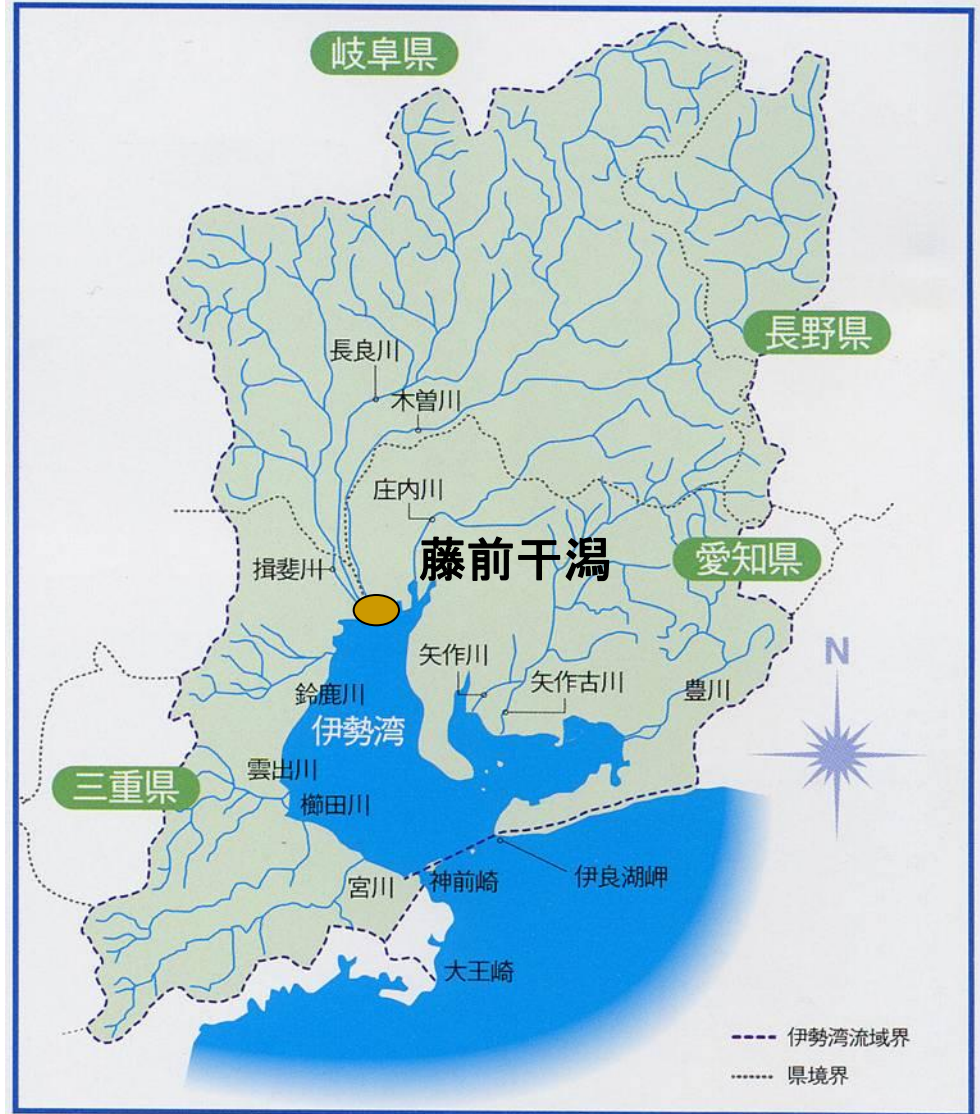 岐阜県
長野県
長良川
木曽川
庄内川
藤前干潟
愛知県
揖斐川
矢作川
矢作古川
豊川
N
鈴鹿川
伊勢湾
雲出川
三重県
櫛田川
宮川
神前崎
伊良湖岬
大王崎
伊勢湾流域界
県境界